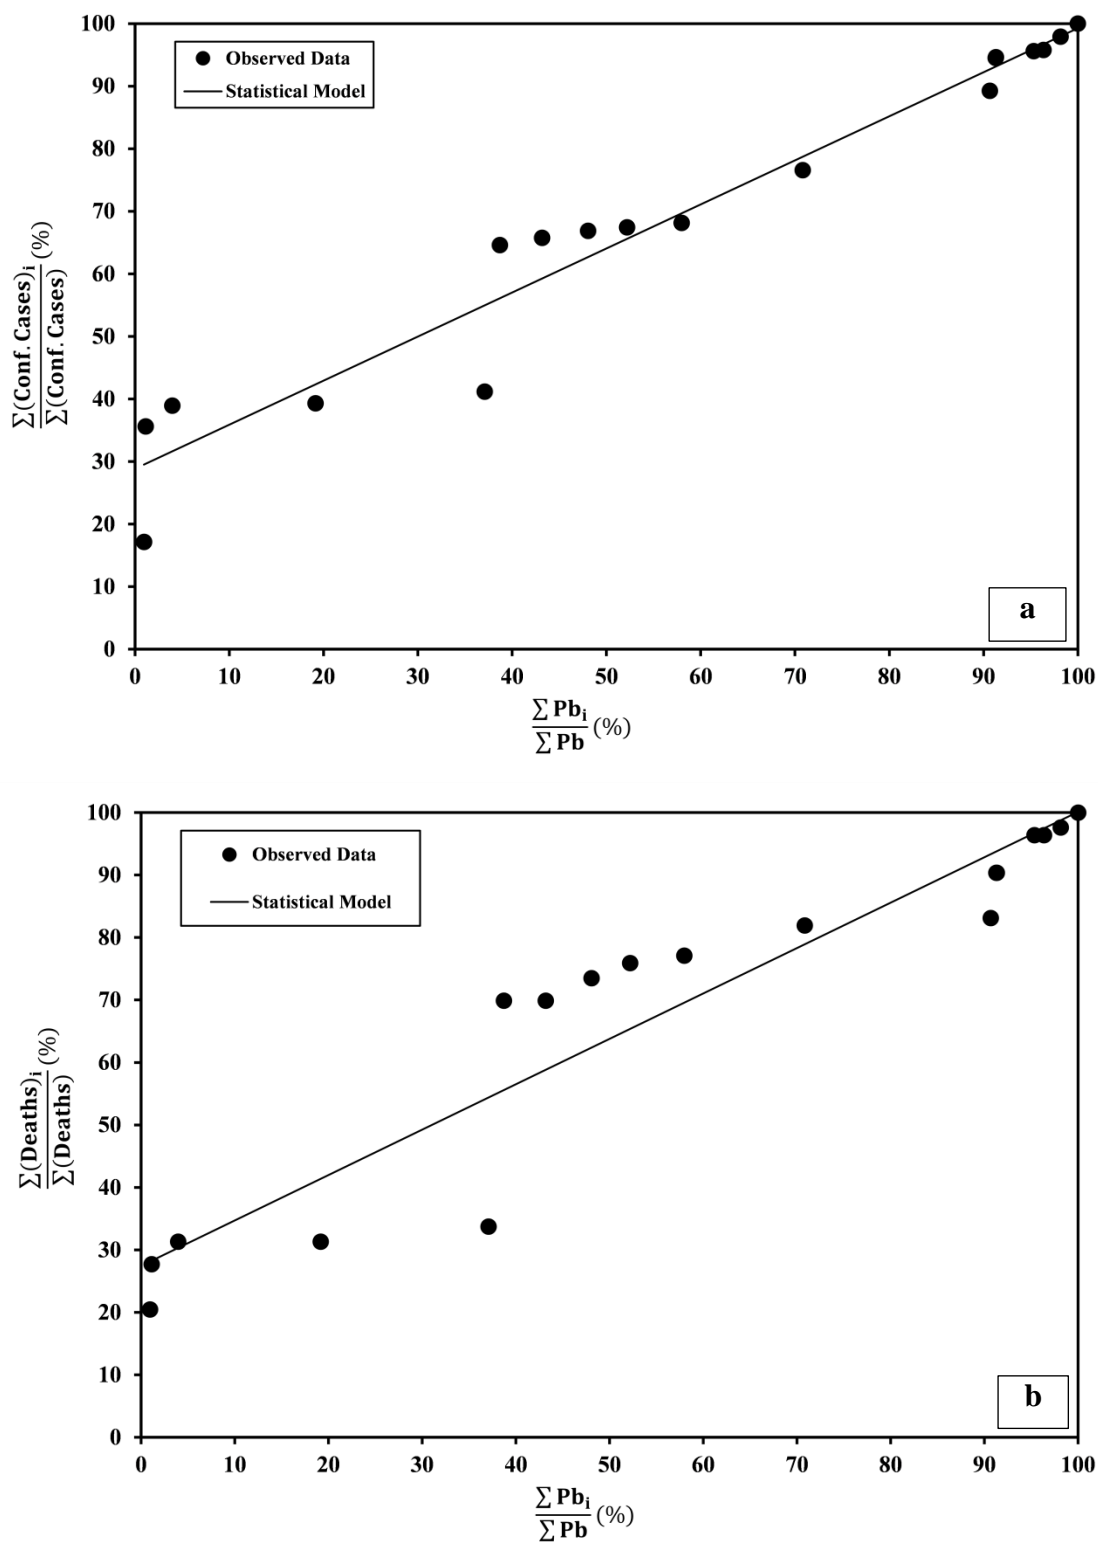 100
90
80
70
60
50
40
30
20
10
0
Observed Data
Statistical Model
∑(Conf. Cases)i
∑(Conf. Cases)
(%)
a
0 10 20 30 40 50 60 70 80 90 100
∑ Pbi
∑ Pb
(%)
100
90
80
70
60
50
40
30
20
10
0
Observed Data
Statistical Model
∑(Deaths)i
∑(Deaths)
(%)
b
0 10 20 30 40 50 60 70 80 90 100
∑ Pbi
∑ Pb
(%)